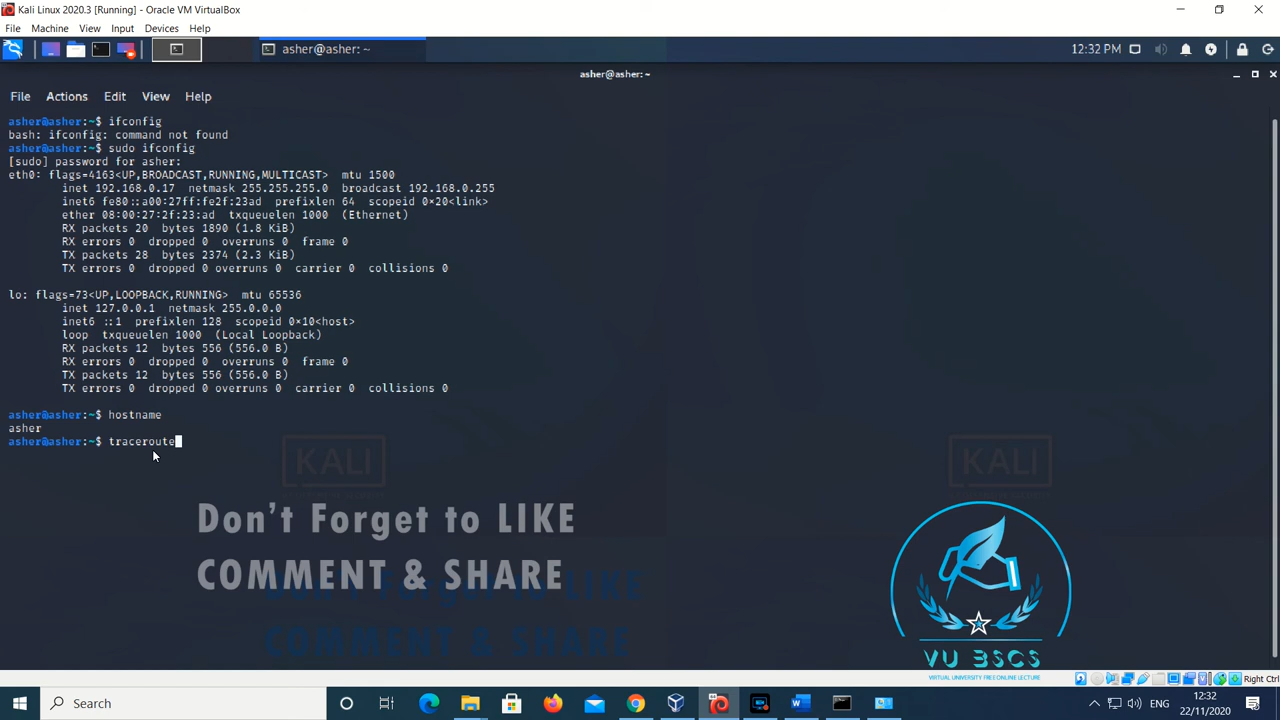 Kali Linux 2020.3 [Running] - Oracle VM VirtualBox
File Machine View Input Devices Help
asher@asher: ~
12:32 PM
asher@asher: ~
File Actions Edit View Help
asher@asher:~$ ifconfig
bash: ifconfig: command not found
asher@asher:~$ sudo ifconfig
[sudo] password for asher:
eth0: flags=4163<UP,BROADCAST,RUNNING,MULTICAST> mtu 1500
inet 192.168.0.17 netmask 255.255.255.0 broadcast 192.168.0.255
inet6 fe80::a00:27ff:fe2f:23ad prefixlen 64 scopeid 0×20<link>
ether 08:00:27:2f:23:ad txqueuelen 1000 (Ethernet)
RX packets 20 bytes 1890 (1.8 KiB)
RX errors 0 dropped 0 overruns 0 frame 0
TX packets 28 bytes 2374 (2.3 KiB)
TX errors 0 dropped 0 overruns 0 carrier 0 collisions 0
lo: flags=73<UP,LOOPBACK,RUNNING> mtu 65536
inet 127.0.0.1 netmask 255.0.0.0
inet6 ::1 prefixlen 128 scopeid 0×10<host>
loop txqueuelen 1000 (Local Loopback)
RX packets 12 bytes 556 (556.0 B)
RX errors 0 dropped 0 overruns 0 frame 0
TX packets 12 bytes 556 (556.0 B)
TX errors 0 dropped 0 overruns 0 carrier 0 collisions 0
asher@asher:~$ hostname
asher
asher@asher:~$ traceroute
KALI
KALI
Don't Forget to LIKE
COMMENT & SHARE
Don't Forget to LIKE
COMMENT & SHARE
VU BSCS
VIRTUAL UNIVERSITY FREE ONLINE LECTURE
Right Ctrl
Search
ENG
12:32
22/11/2020